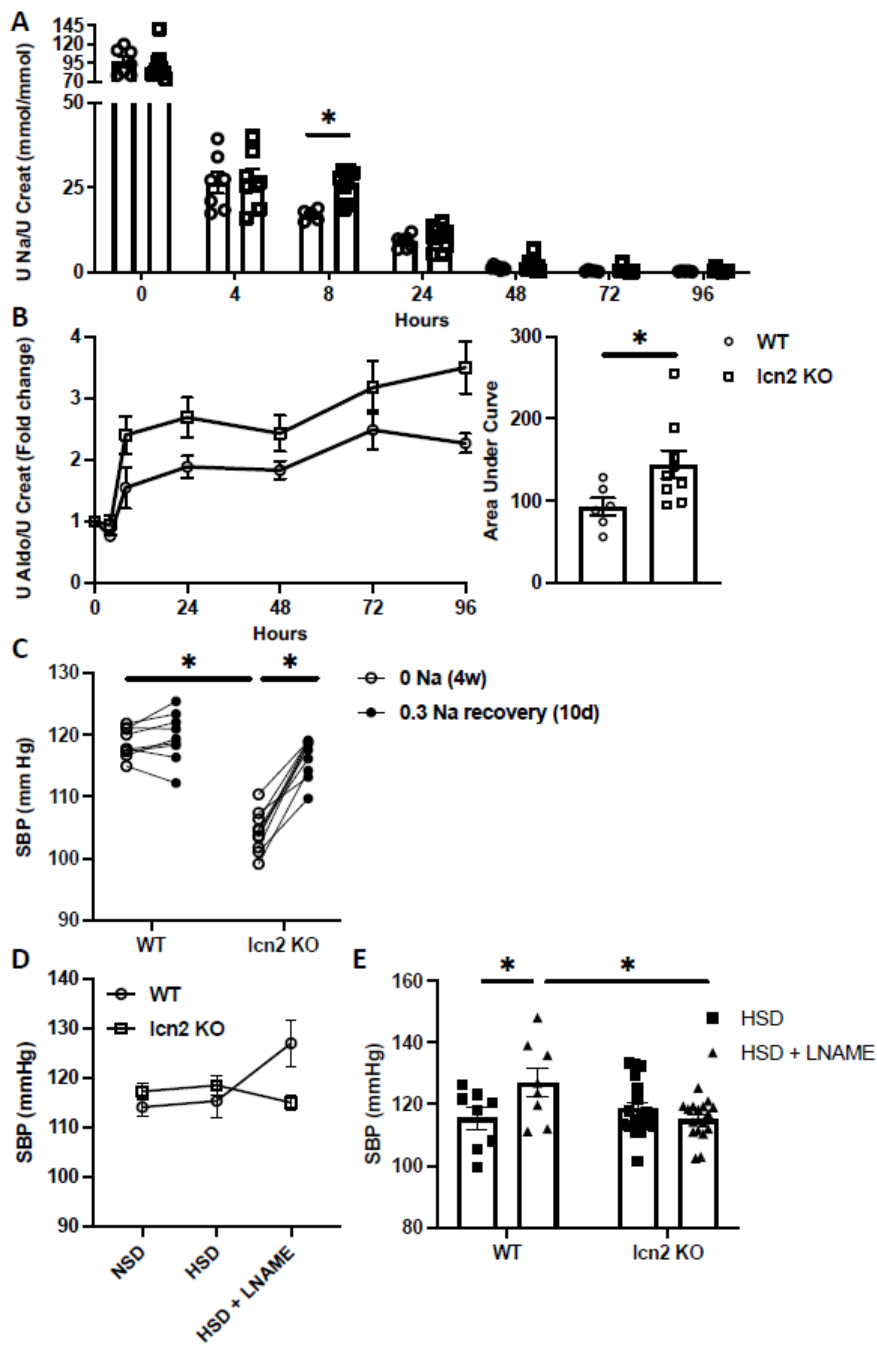 A
U Na/U Creat (mmol/mmol)
145
120
95
70
50
25
0
*
0 4 8 24 48 72 96
Hours
B
U Aldo/U Creat (Fold change)
4
3
2
1
0
0 24 48 72 96
Hours
Area Under Curve
300
200
100
0
*
WT
lcn2 KO
C
SBP (mm Hg)
130
120
110
100
90
* *
0 Na (4w)
0.3 Na recovery (10d)
WT lcn2 KO
D
SBP (mmHg)
140
130
120
110
100
90
WT
lcn2 KO
NSD
HSD
HSD + LNAME
E
SBP (mmHg)
160
140
120
100
80
* *
HSD
HSD + LNAME
WT lcn2 KO